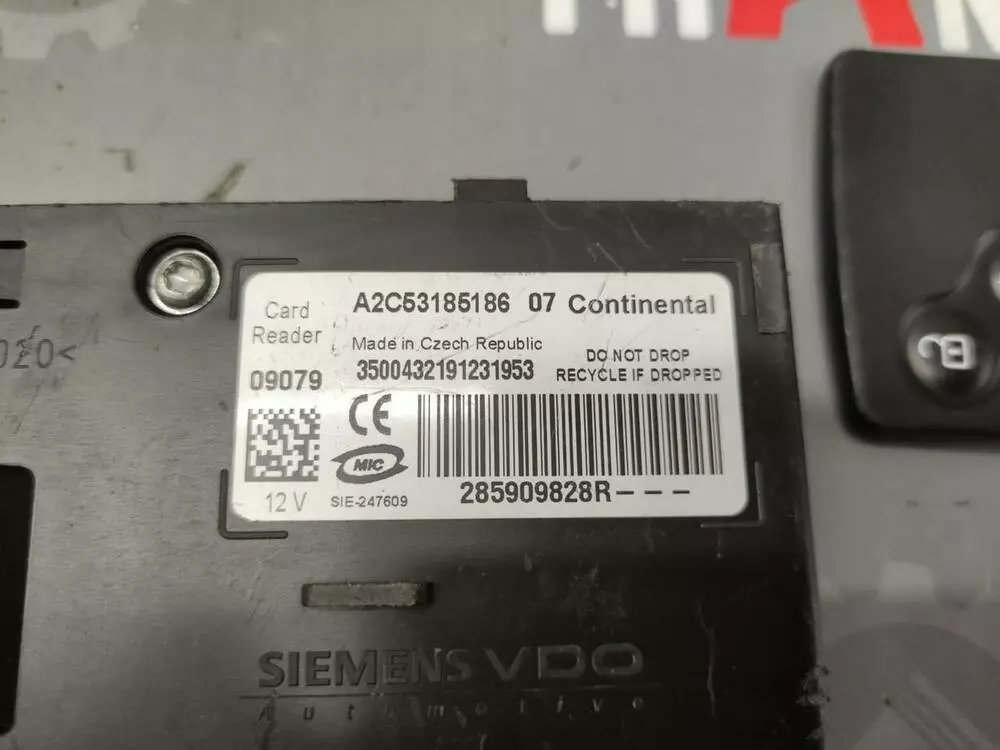 Card
Reader
A2C53185186 07 Continental
Made in Czech Republic
DO NOT DROP
RECYCLE IF DROPPED
09079
3500432191231953
CE
MIC
12 V
SIE-247609
285909828R---
SIEMENS VDO
Automotive
020<